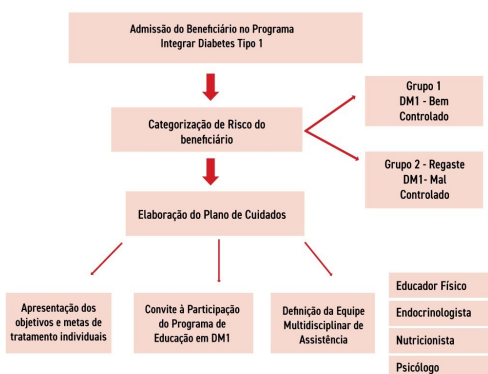 Admissão do Beneficiário no Programa
Integrar Diabetes Tipo 1
Categorização de Risco do
beneficiário
Grupo 1
DM1 - Bem
Controlado
Grupo 2 - Regaste
DM1- Mal
Controlado
Elaboração do Plano de Cuidados
Apresentação dos
objetivos e metas de
tratamento individuais
Convite à Participação
do Programa de
Educação em DM1
Definição da Equipe
Multidisciplinar de
Assistência
Educador Físico
Endocrinologista
Nutricionista
Psicólogo